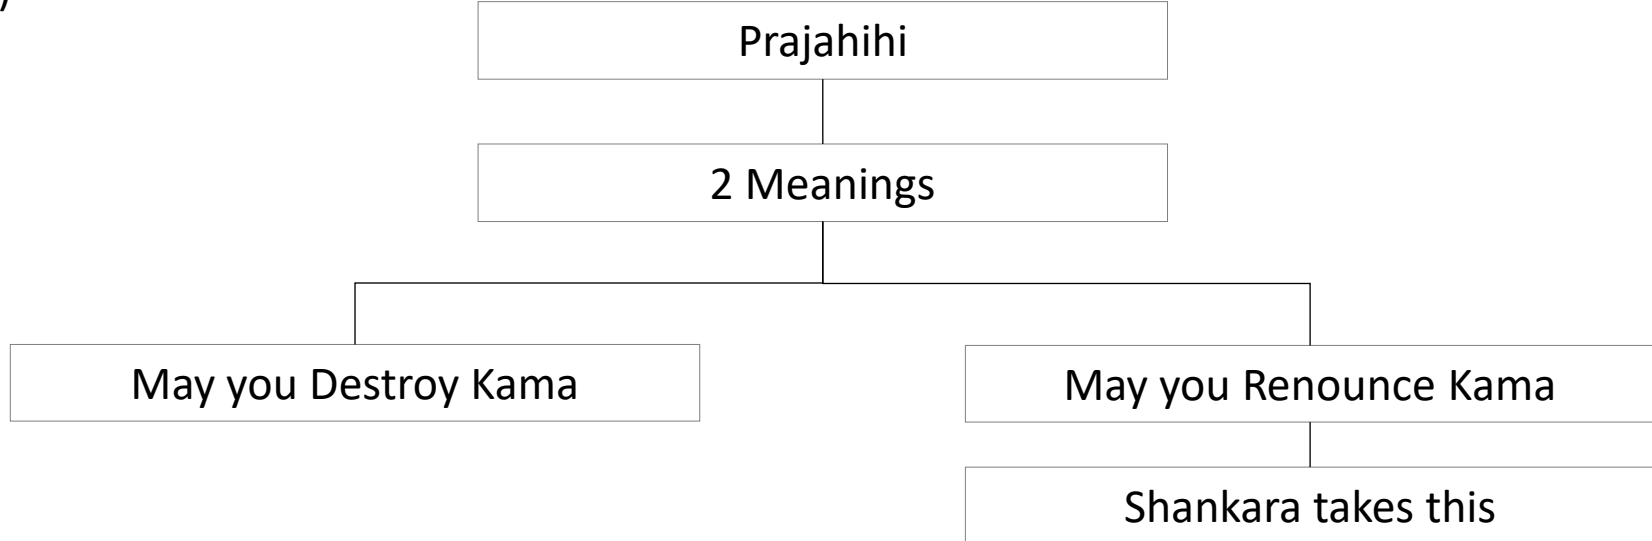 )
Prajahihi
2 Meanings
May you Destroy Kama
May you Renounce Kama
Shankara takes this